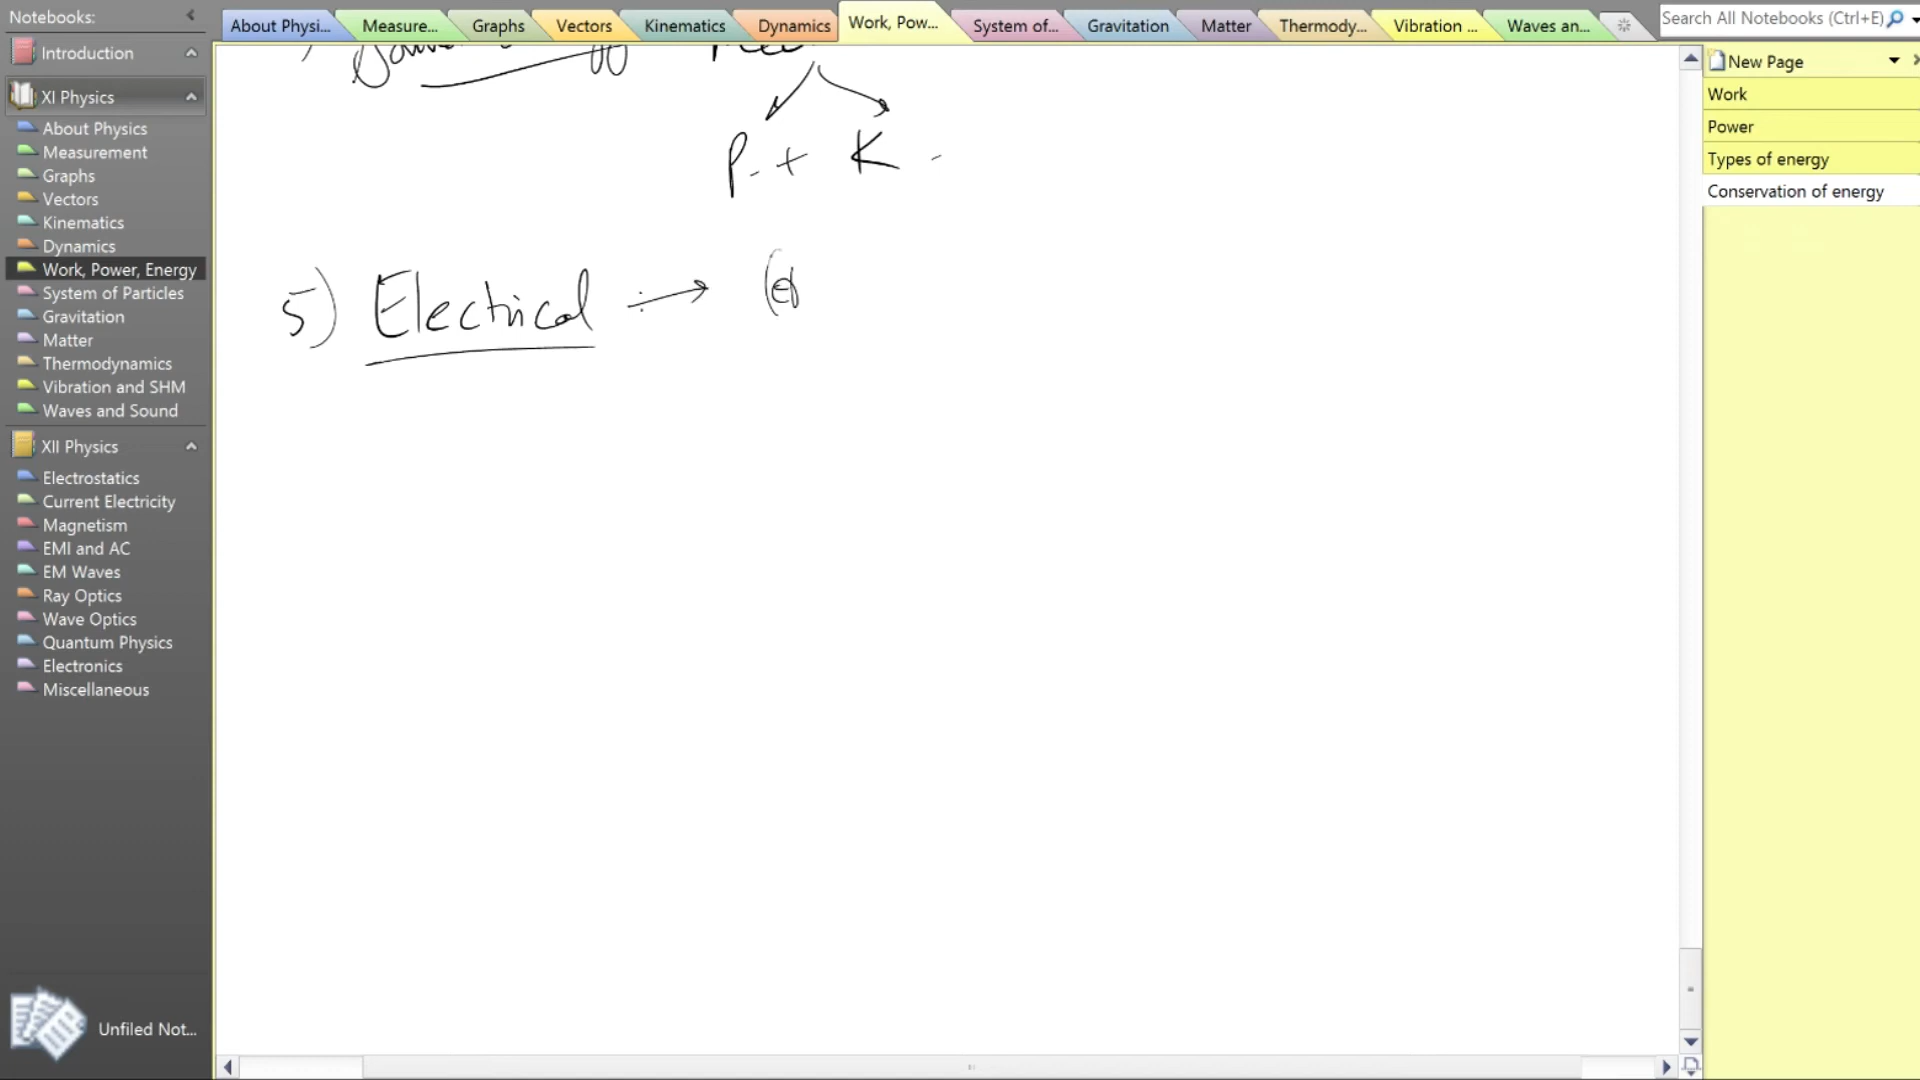 Notebooks:
Introduction
XI Physics
About Physics
Measurement
Graphs
Vectors
Kinematics
Dynamics
Work, Power, Energy
System of Particles
Gravitation
Matter
Thermodynamics
Vibration and SHM
Waves and Sound
XII Physics
Electrostatics
Current Electricity
Magnetism
EMI and AC
EM Waves
Ray Optics
Wave Optics
Quantum Physics
Electronics
Miscellaneous
Unfiled Not...
About Physi... Measure... Graphs Vectors Kinematics Dynamics Work, Pow... System of... Gravitation Matter Thermody... Vibration ... Waves an...
Search All Notebooks (Ctrl+E)
P. + K
5) Electrical →
New Page
Work
Power
Types of energy
Conservation of energy